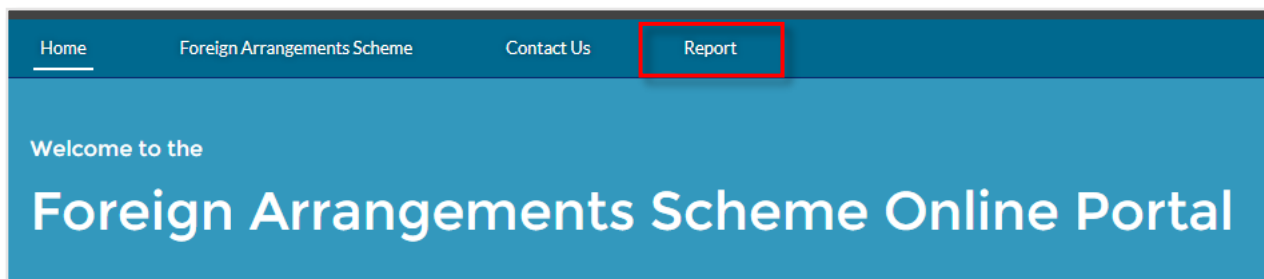 Home Foreign Arrangements Scheme Contact Us Report
Welcome to the
Foreign Arrangements Scheme Online Portal